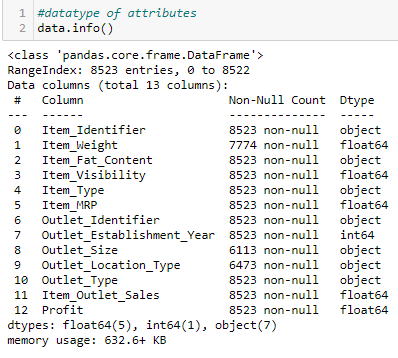 1 #datatype of attributes
2 data.info()
<class 'pandas.core.frame.DataFrame'>
RangeIndex: 8523 entries, 0 to 8522
Data columns (total 13 columns):
 #   Column                     Non-Null Count  Dtype
---  ------                     --------------  -----
 0   Item_Identifier            8523 non-null   object
 1   Item_Weight                7774 non-null   float64
 2   Item_Fat_Content           8523 non-null   object
 3   Item_Visibility            8523 non-null   float64
 4   Item_Type                  8523 non-null   object
 5   Item_MRP                   8523 non-null   float64
 6   Outlet_Identifier          8523 non-null   object
 7   Outlet_Establishment_Year  8523 non-null   int64
 8   Outlet_Size                6113 non-null   object
 9   Outlet_Location_Type       6473 non-null   object
 10  Outlet_Type                8523 non-null   object
 11  Item_Outlet_Sales          8523 non-null   float64
 12  Profit                     8523 non-null   float64
dtypes: float64(5), int64(1), object(7)
memory usage: 632.6+ KB